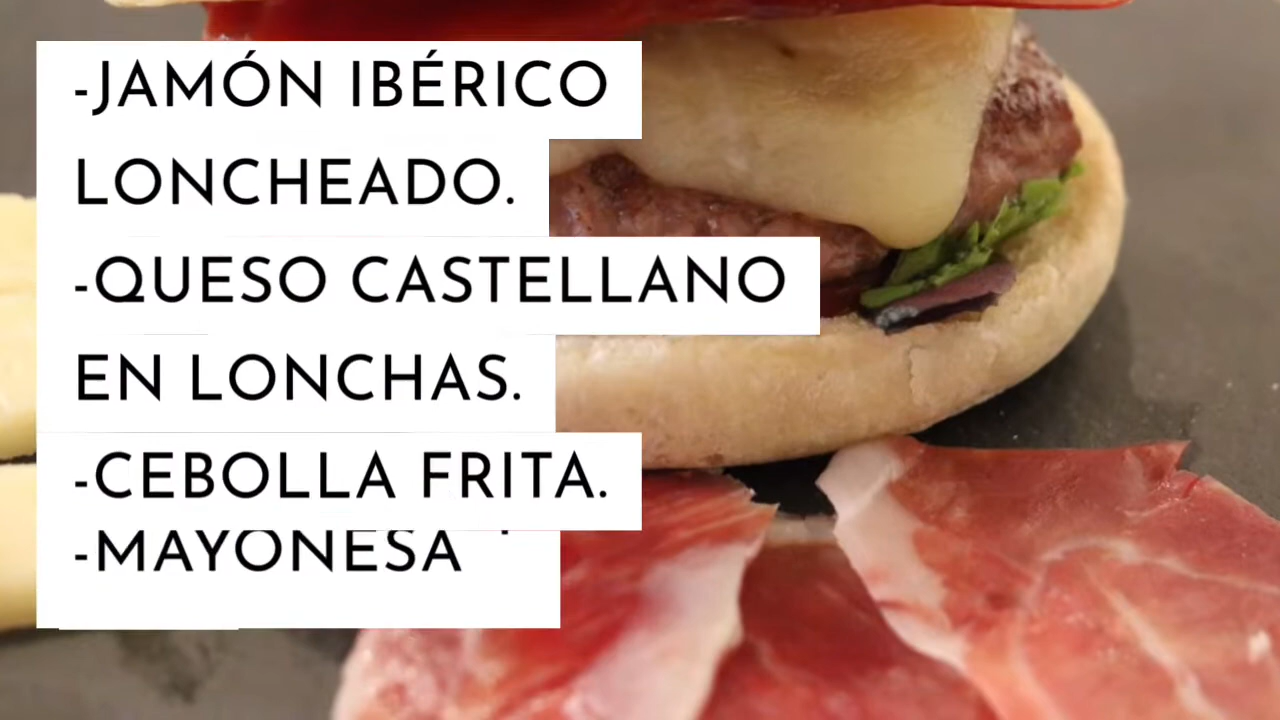 -JAMÓN IBÉRICO
LONCHEADO.
-QUESO CASTELLANO
EN LONCHAS.
-CEBOLLA FRITA.
-MAYONESA